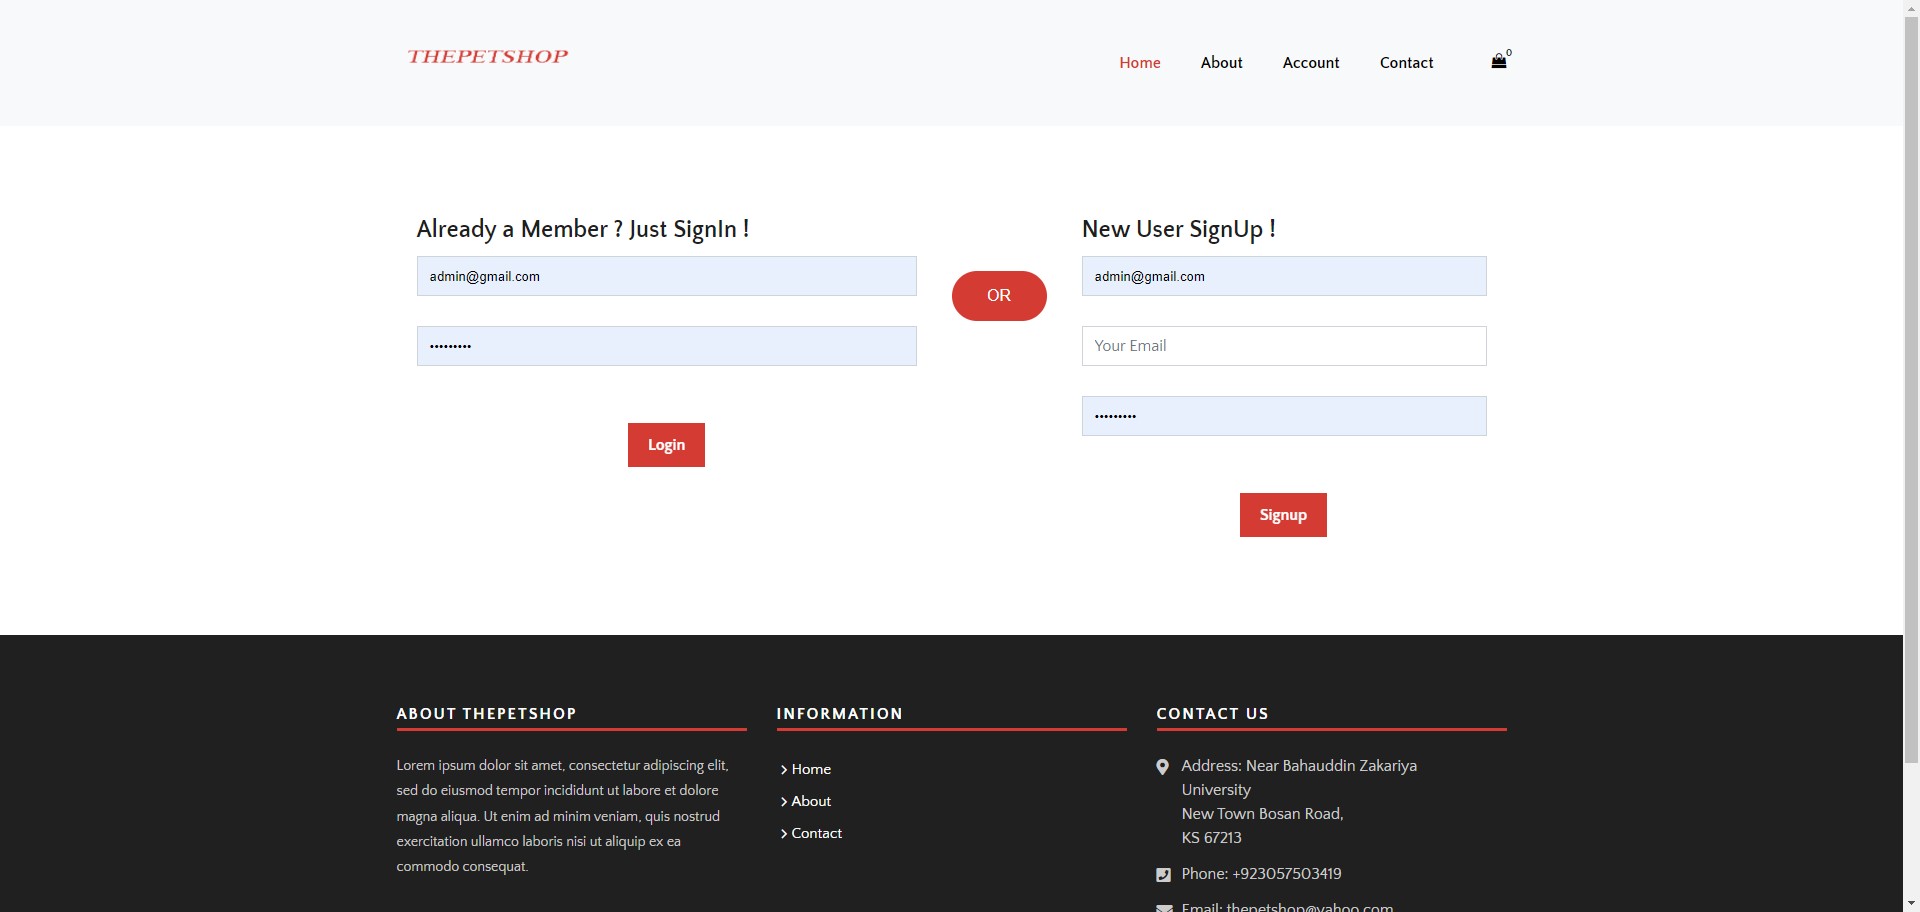 THEPETSHOP
Home About Account Contact 0
Already a Member ? Just SignIn !
admin@gmail.com
•••••••••
Login
OR
New User SignUp !
admin@gmail.com
Your Email
•••••••••
Signup
ABOUT THEPETSHOP
Lorem ipsum dolor sit amet, consectetur adipiscing elit,
sed do eiusmod tempor incididunt ut labore et dolore
magna aliqua. Ut enim ad minim veniam, quis nostrud
exercitation ullamco laboris nisi ut aliquip ex ea
commodo consequat.
INFORMATION
Home
About
Contact
CONTACT US
Address: Near Bahauddin Zakariya
University
New Town Bosan Road,
KS 67213
Phone: +923057503419
Email: thepetshop@yahoo.com